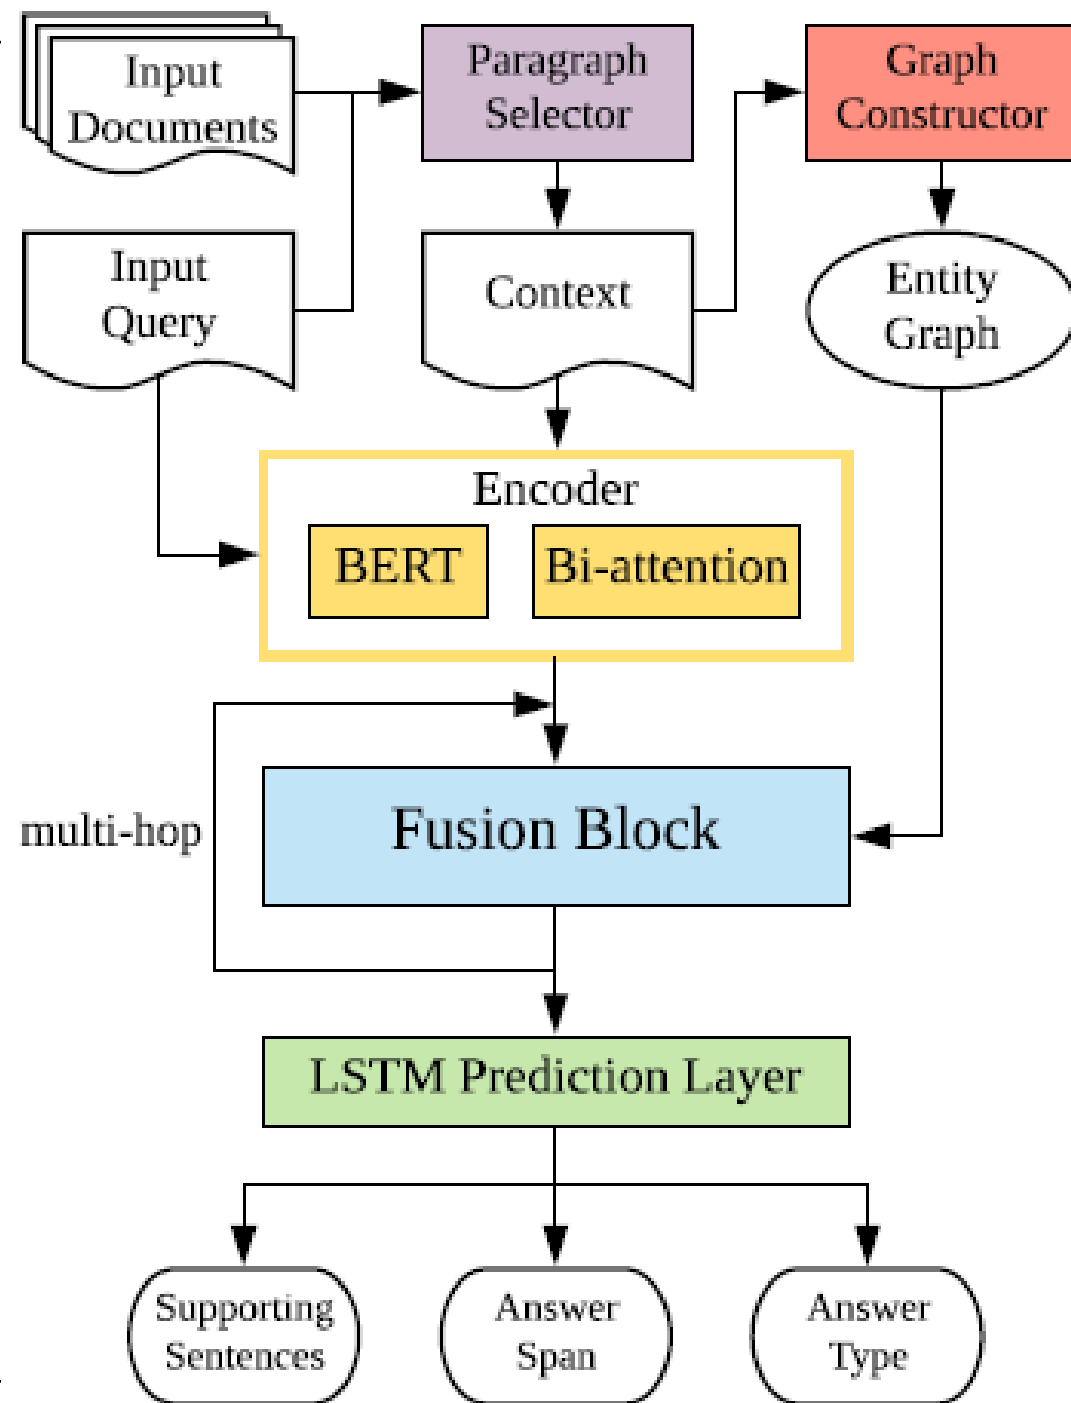 Input
Documents
Paragraph
Selector
Graph
Constructor
Input
Query
Context
Entity
Graph
Encoder
BERT
Bi-attention
multi-hop
Fusion Block
LSTM Prediction Layer
Supporting
Sentences
Answer
Span
Answer
Type